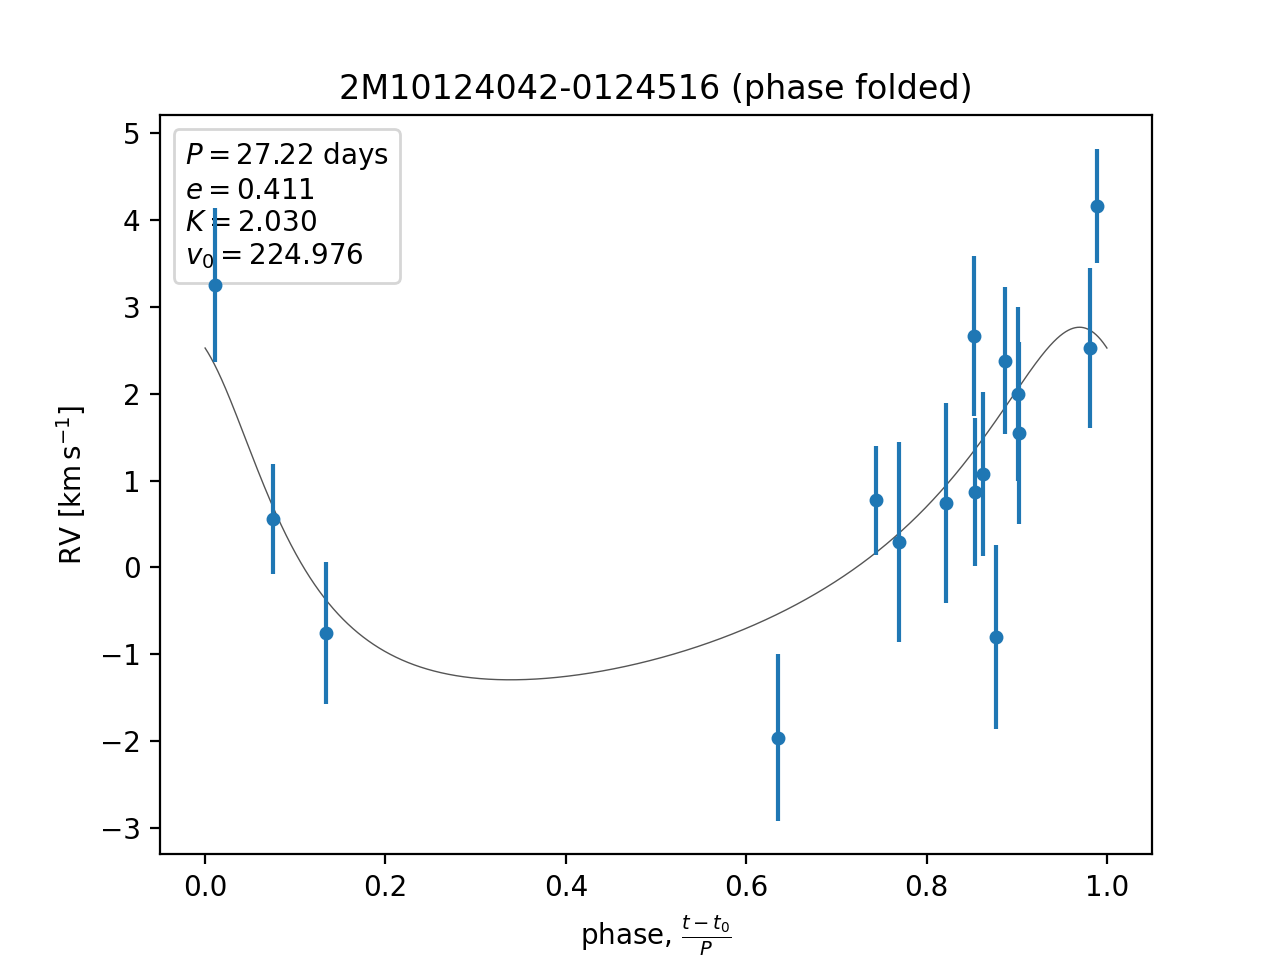 2M10124042-0124516 (phase folded)
P = 27.22 days
e = 0.411
K = 2.030
v₀ = 224.976
5
4
3
2
1
0
−1
−2
−3
RV [km s⁻¹]
0.0 0.2 0.4 0.6 0.8 1.0
phase, (t − t₀)/P